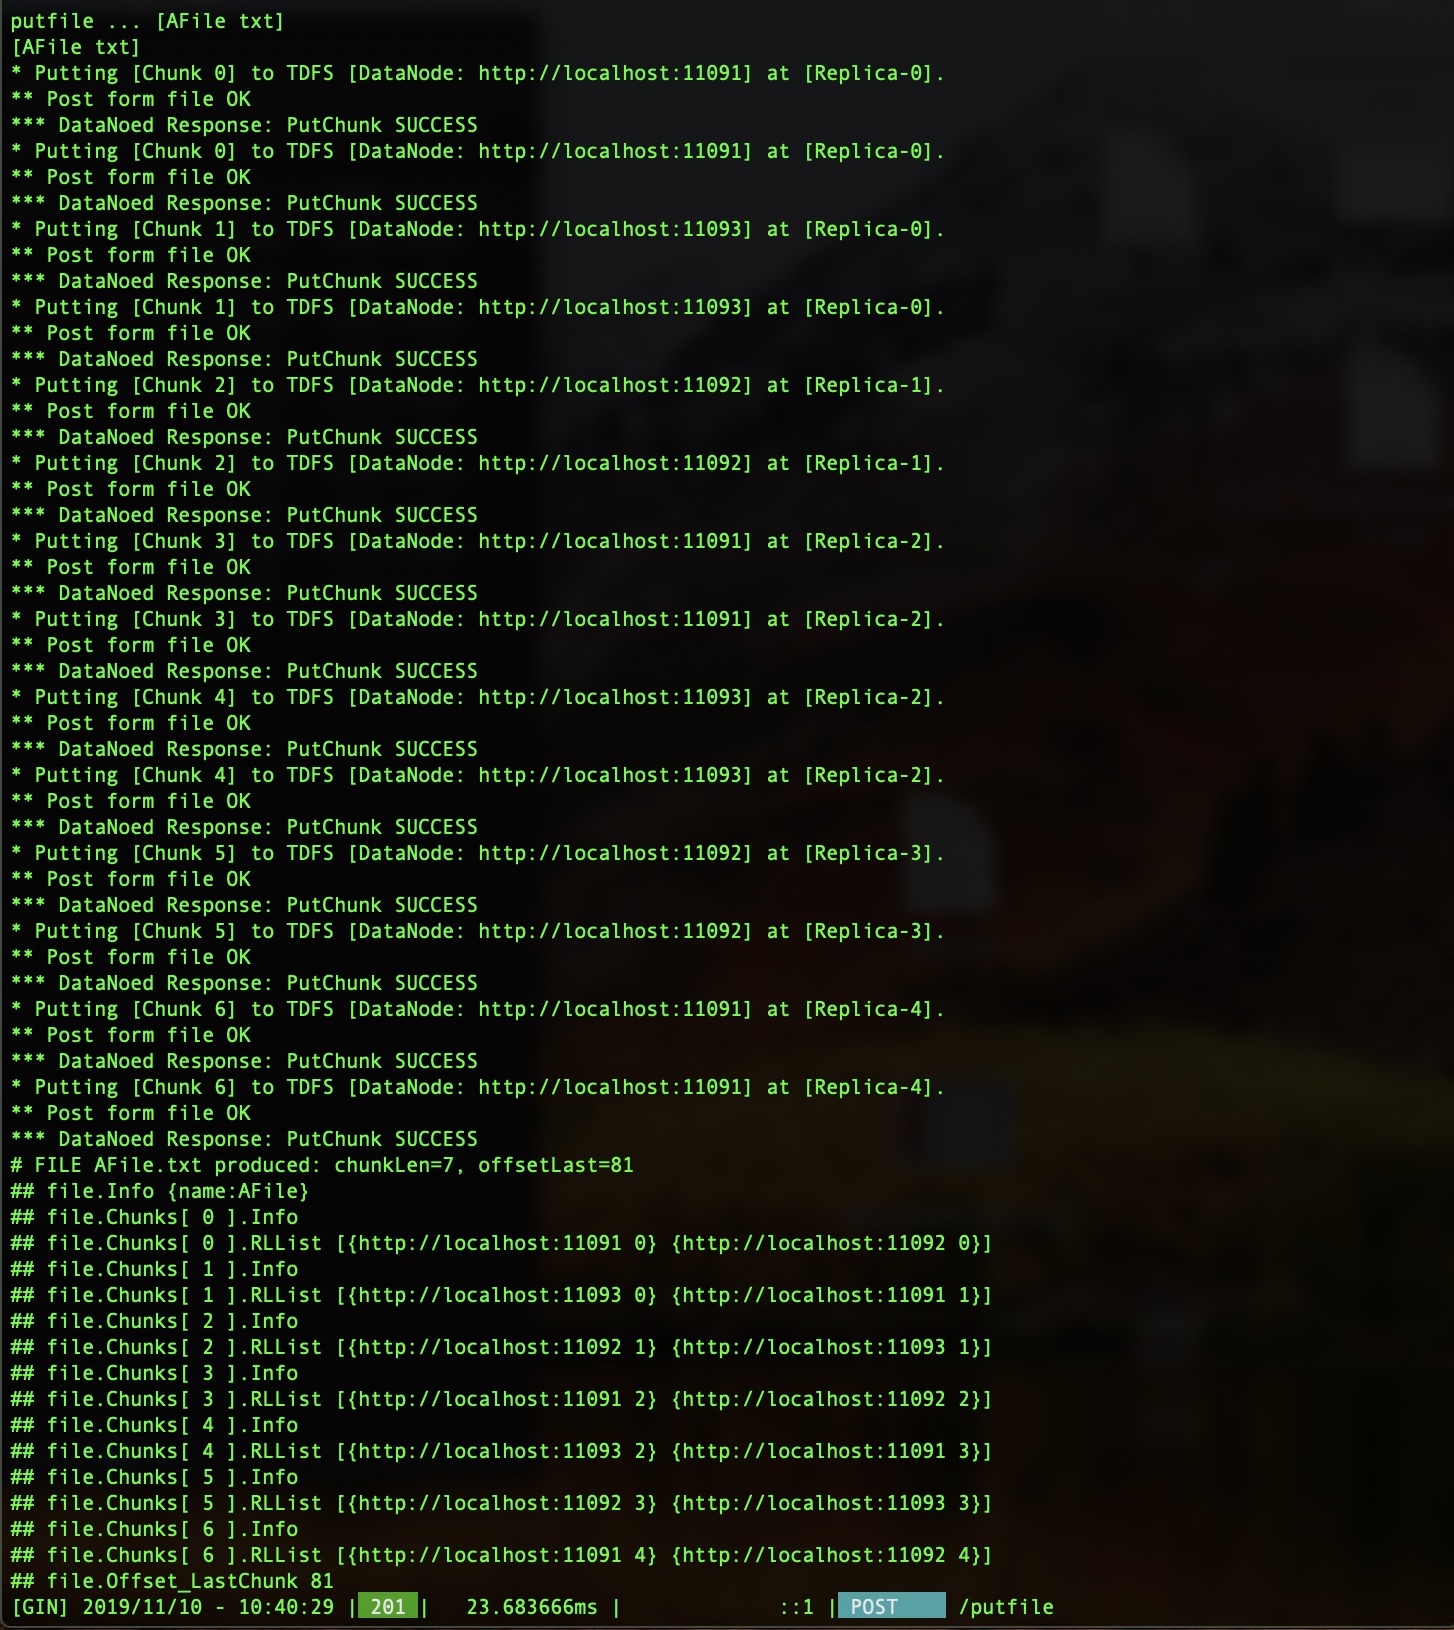 putfile ... [AFile txt]
[AFile txt]
* Putting [Chunk 0] to TDFS [DataNode: http://localhost:11091] at [Replica-0].
** Post form file OK
*** DataNoed Response: PutChunk SUCCESS
* Putting [Chunk 0] to TDFS [DataNode: http://localhost:11091] at [Replica-0].
** Post form file OK
*** DataNoed Response: PutChunk SUCCESS
* Putting [Chunk 1] to TDFS [DataNode: http://localhost:11093] at [Replica-0].
** Post form file OK
*** DataNoed Response: PutChunk SUCCESS
* Putting [Chunk 1] to TDFS [DataNode: http://localhost:11093] at [Replica-0].
** Post form file OK
*** DataNoed Response: PutChunk SUCCESS
* Putting [Chunk 2] to TDFS [DataNode: http://localhost:11092] at [Replica-1].
** Post form file OK
*** DataNoed Response: PutChunk SUCCESS
* Putting [Chunk 2] to TDFS [DataNode: http://localhost:11092] at [Replica-1].
** Post form file OK
*** DataNoed Response: PutChunk SUCCESS
* Putting [Chunk 3] to TDFS [DataNode: http://localhost:11091] at [Replica-2].
** Post form file OK
*** DataNoed Response: PutChunk SUCCESS
* Putting [Chunk 3] to TDFS [DataNode: http://localhost:11091] at [Replica-2].
** Post form file OK
*** DataNoed Response: PutChunk SUCCESS
* Putting [Chunk 4] to TDFS [DataNode: http://localhost:11093] at [Replica-2].
** Post form file OK
*** DataNoed Response: PutChunk SUCCESS
* Putting [Chunk 4] to TDFS [DataNode: http://localhost:11093] at [Replica-2].
** Post form file OK
*** DataNoed Response: PutChunk SUCCESS
* Putting [Chunk 5] to TDFS [DataNode: http://localhost:11092] at [Replica-3].
** Post form file OK
*** DataNoed Response: PutChunk SUCCESS
* Putting [Chunk 5] to TDFS [DataNode: http://localhost:11092] at [Replica-3].
** Post form file OK
*** DataNoed Response: PutChunk SUCCESS
* Putting [Chunk 6] to TDFS [DataNode: http://localhost:11091] at [Replica-4].
** Post form file OK
*** DataNoed Response: PutChunk SUCCESS
* Putting [Chunk 6] to TDFS [DataNode: http://localhost:11091] at [Replica-4].
** Post form file OK
*** DataNoed Response: PutChunk SUCCESS
# FILE AFile.txt produced: chunkLen=7, offsetLast=81
## file.Info {name:AFile}
## file.Chunks[ 0 ].Info
## file.Chunks[ 0 ].RLList [{http://localhost:11091 0} {http://localhost:11092 0}]
## file.Chunks[ 1 ].Info
## file.Chunks[ 1 ].RLList [{http://localhost:11093 0} {http://localhost:11091 1}]
## file.Chunks[ 2 ].Info
## file.Chunks[ 2 ].RLList [{http://localhost:11092 1} {http://localhost:11093 1}]
## file.Chunks[ 3 ].Info
## file.Chunks[ 3 ].RLList [{http://localhost:11091 2} {http://localhost:11092 2}]
## file.Chunks[ 4 ].Info
## file.Chunks[ 4 ].RLList [{http://localhost:11093 2} {http://localhost:11091 3}]
## file.Chunks[ 5 ].Info
## file.Chunks[ 5 ].RLList [{http://localhost:11092 3} {http://localhost:11093 3}]
## file.Chunks[ 6 ].Info
## file.Chunks[ 6 ].RLList [{http://localhost:11091 4} {http://localhost:11092 4}]
## file.Offset_LastChunk 81
[GIN] 2019/11/10 - 10:40:29 | 201 |   23.683666ms |             ::1 | POST     /putfile